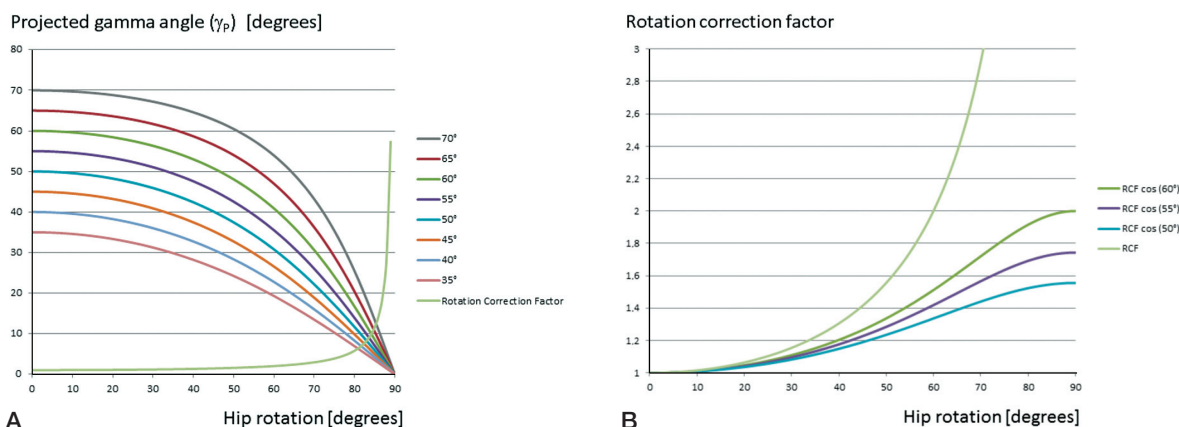 Projected gamma angle (γP) [degrees]
80
70
60
50
40
30
20
10
0
0 10 20 30 40 50 60 70 80 90
70°
65°
60°
55°
50°
45°
40°
35°
Rotation Correction Factor
A
Hip rotation [degrees]
Rotation correction factor
3
2,8
2,6
2,4
2,2
2
1,8
1,6
1,4
1,2
1
0 10 20 30 40 50 60 70 80 90
RCF cos (60°)
RCF cos (55°)
RCF cos (50°)
RCF
B
Hip rotation [degrees]